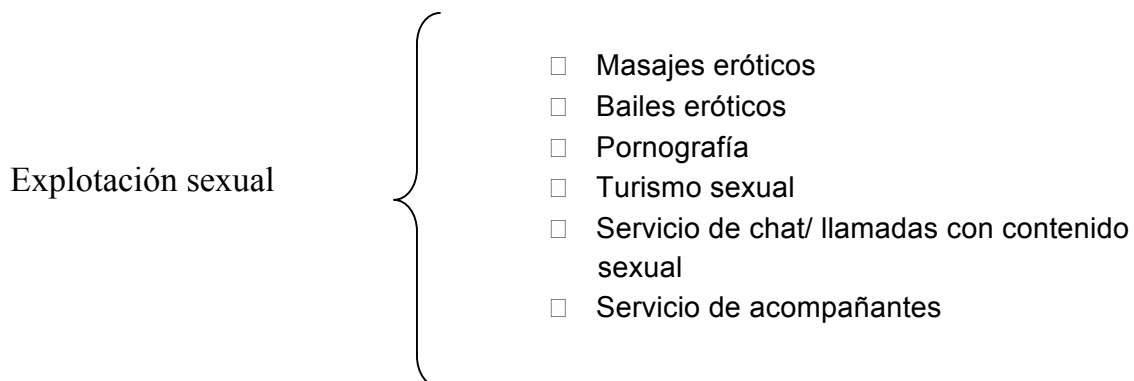 Explotación sexual
□ Masajes eróticos
□ Bailes eróticos
□ Pornografía
□ Turismo sexual
□ Servicio de chat/ llamadas con contenido
sexual
□ Servicio de acompañantes